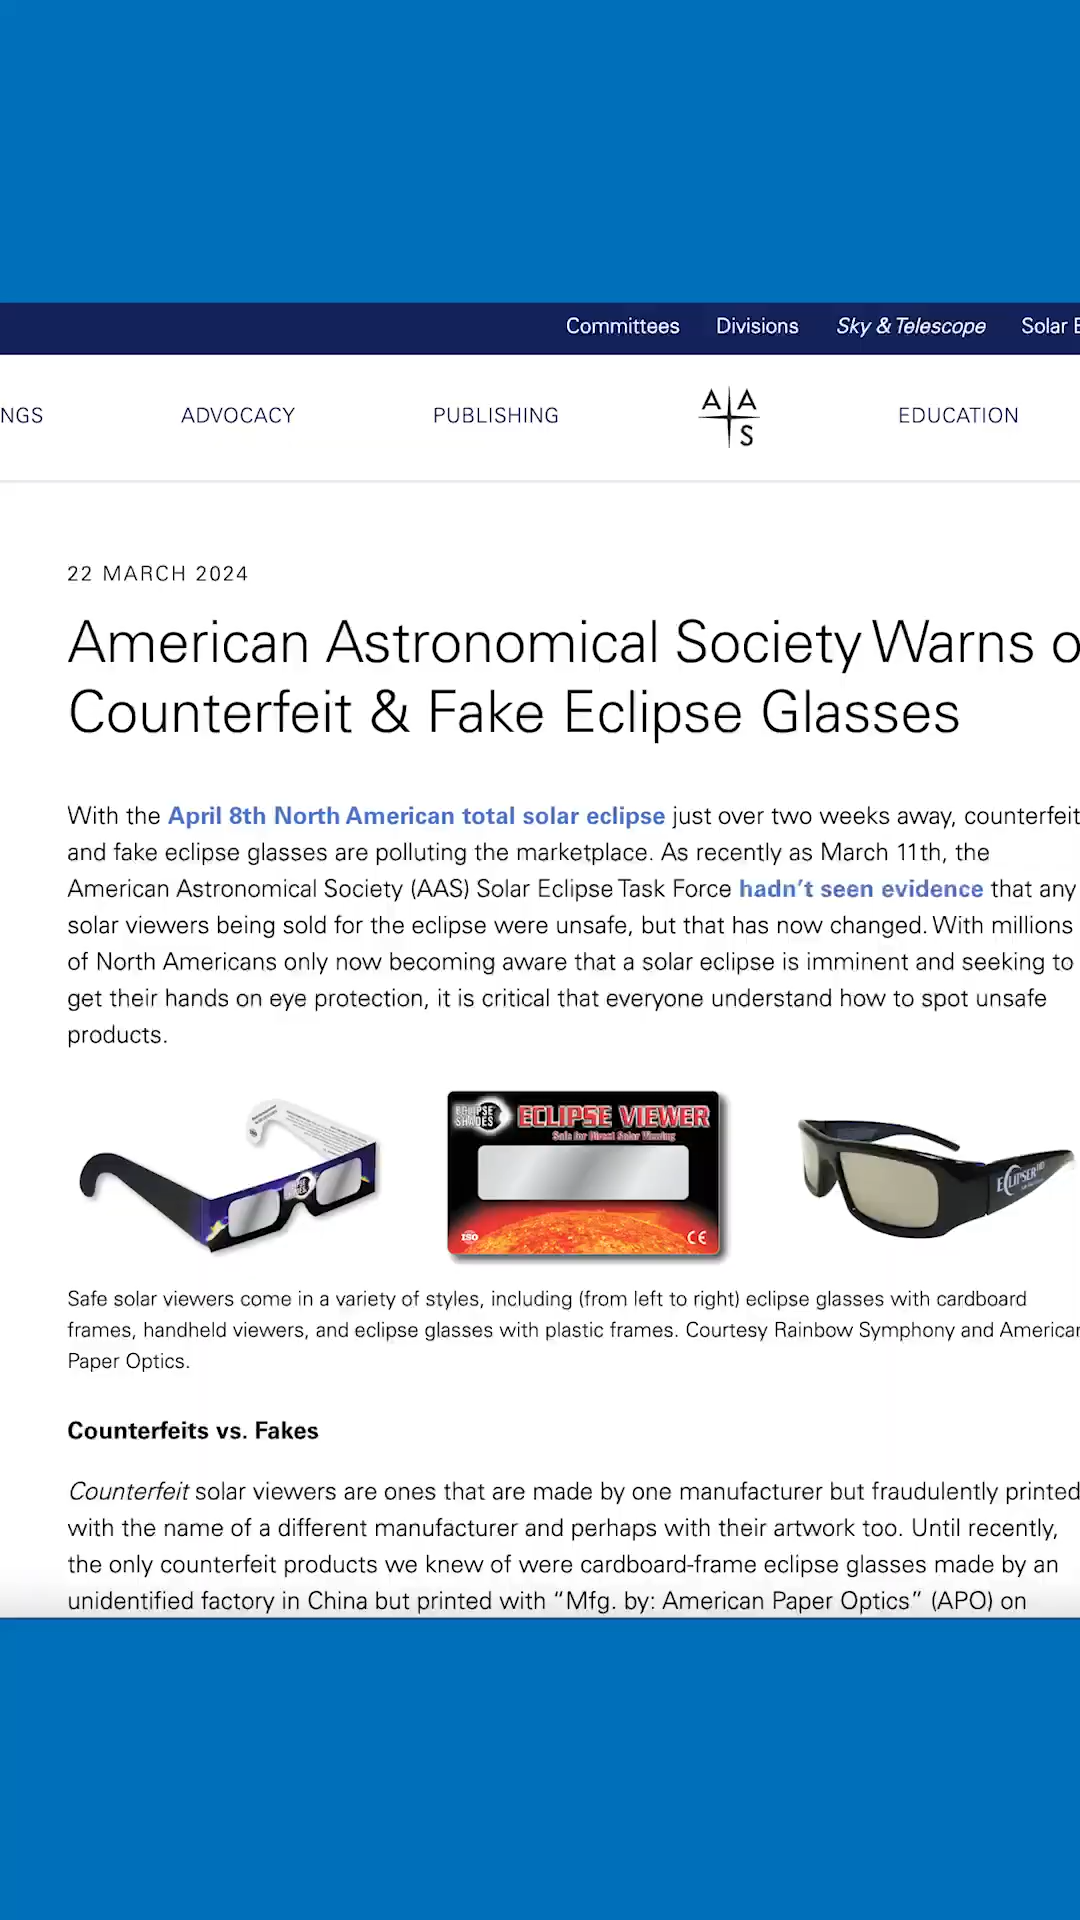 Committees Divisions Sky & Telescope Solar E
NGS ADVOCACY PUBLISHING A A S EDUCATION
22 MARCH 2024
American Astronomical Society Warns o
Counterfeit & Fake Eclipse Glasses
With the April 8th North American total solar eclipse just over two weeks away, counterfeit
and fake eclipse glasses are polluting the marketplace. As recently as March 11th, the
American Astronomical Society (AAS) Solar Eclipse Task Force hadn’t seen evidence that any
solar viewers being sold for the eclipse were unsafe, but that has now changed. With millions
of North Americans only now becoming aware that a solar eclipse is imminent and seeking to
get their hands on eye protection, it is critical that everyone understand how to spot unsafe
products.
ECLIPSE SHADES ECLIPSE VIEWER
Safe for Direct Solar Viewing
ISO CE
ECLIPSER HD
Safe solar viewers come in a variety of styles, including (from left to right) eclipse glasses with cardboard
frames, handheld viewers, and eclipse glasses with plastic frames. Courtesy Rainbow Symphony and American
Paper Optics.
Counterfeits vs. Fakes
Counterfeit solar viewers are ones that are made by one manufacturer but fraudulently printed
with the name of a different manufacturer and perhaps with their artwork too. Until recently,
the only counterfeit products we knew of were cardboard-frame eclipse glasses made by an
unidentified factory in China but printed with “Mfg. by: American Paper Optics” (APO) on